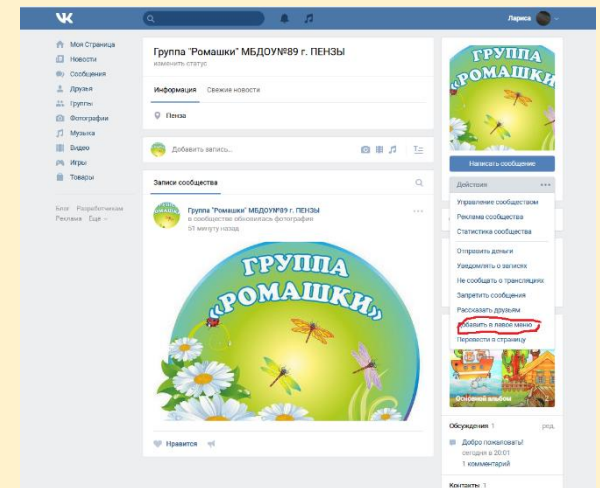 Лариса
Моя Страница
Новости
Сообщения
Друзья
Группы
Фотографии
Музыка
Видео
Игры
Товары
Блог Разработчикам
Реклама Ещё
Группа "Ромашки" МБДОУ№89 г. ПЕНЗЫ
изменить статус
Информация Свежие новости
Пенза
Добавить запись...
Записи сообщества
Группа "Ромашки" МБДОУ№89 г. ПЕНЗЫ
в сообществе обновилась фотография
51 минуту назад
ГРУППА
«РОМАШКИ»
Нравится
ГРУППА
«РОМАШКИ
Написать сообщение
Действия
Управление сообществом
Реклама сообщества
Статистика сообщества
Отправить деньги
Уведомлять о записях
Не сообщать о трансляциях
Запретить сообщения
Рассказать друзьям
Добавить в левое меню
Перевести в страницу
Основной альбом 2
Обсуждения 1 ред.
Добро пожаловать!
сегодня в 20:01
1 комментарий
Контакты 1